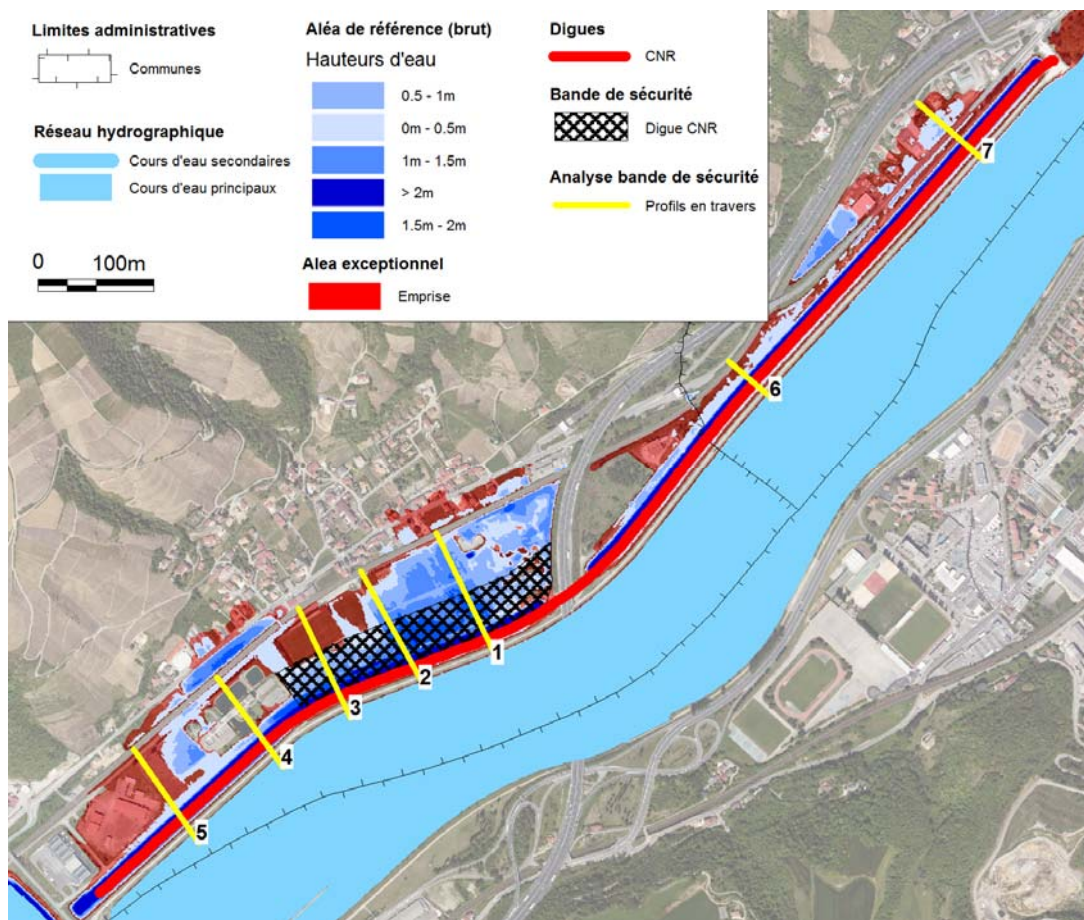 Limites administratives
Communes
Réseau hydrographique
Cours d'eau secondaires
Cours d'eau principaux
0 100m
Aléa de référence (brut)
Hauteurs d'eau
0.5 - 1m
0m - 0.5m
1m - 1.5m
> 2m
1.5m - 2m
Alea exceptionnel
Emprise
Digues
CNR
Bande de sécurité
Digue CNR
Analyse bande de sécurité
Profils en travers
7
6
1
2
3
4
5